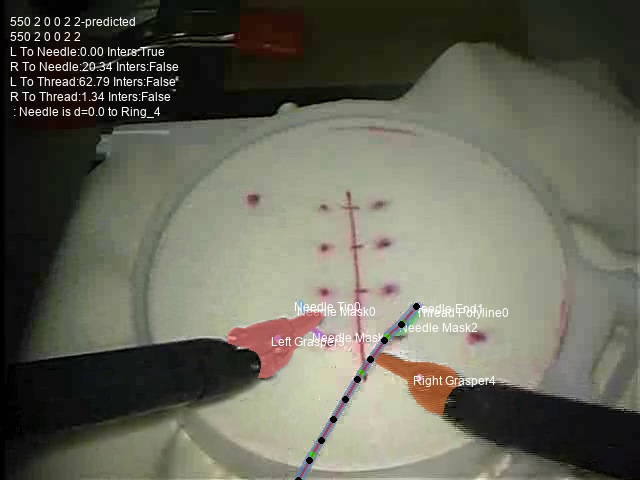 550 2 0 0 2 2-predicted
550 2 0 0 2 2
L To Needle:0.00 Inters:True
R To Needle:20.34 Inters:False
L To Thread:62.79 Inters:False
R To Thread:1.34 Inters:False
: Needle is d=0.0 to Ring_4
Needle Tip0
Needle End1
Needle Mask0
Thread Polyline0
Needle Mask2
Needle Mask
Left Grasper3
Right Grasper4